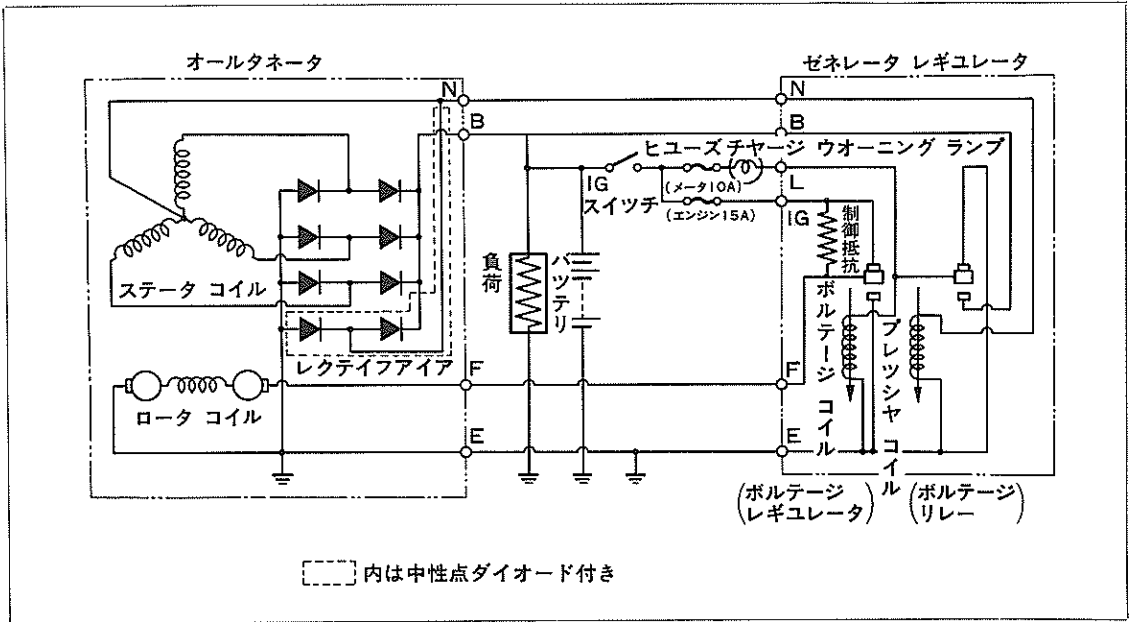 オールタネータ
ゼネレータ レギユレータ
N
B
N
B
ヒユーズ チヤージ ウオーニング ランプ
IG
スイツチ
(メータ10A)
(エンジン15A)
L
IG
制御抵抗
ステータ コイル
負荷
バツテリ
レクテイフアイア
F
F
ロータ コイル
E
E
ボルテージ コイル
プレツシヤ コイル
(ボルテージ
レギユレータ)
(ボルテージ
リレー)
内は中性点ダイオード付き